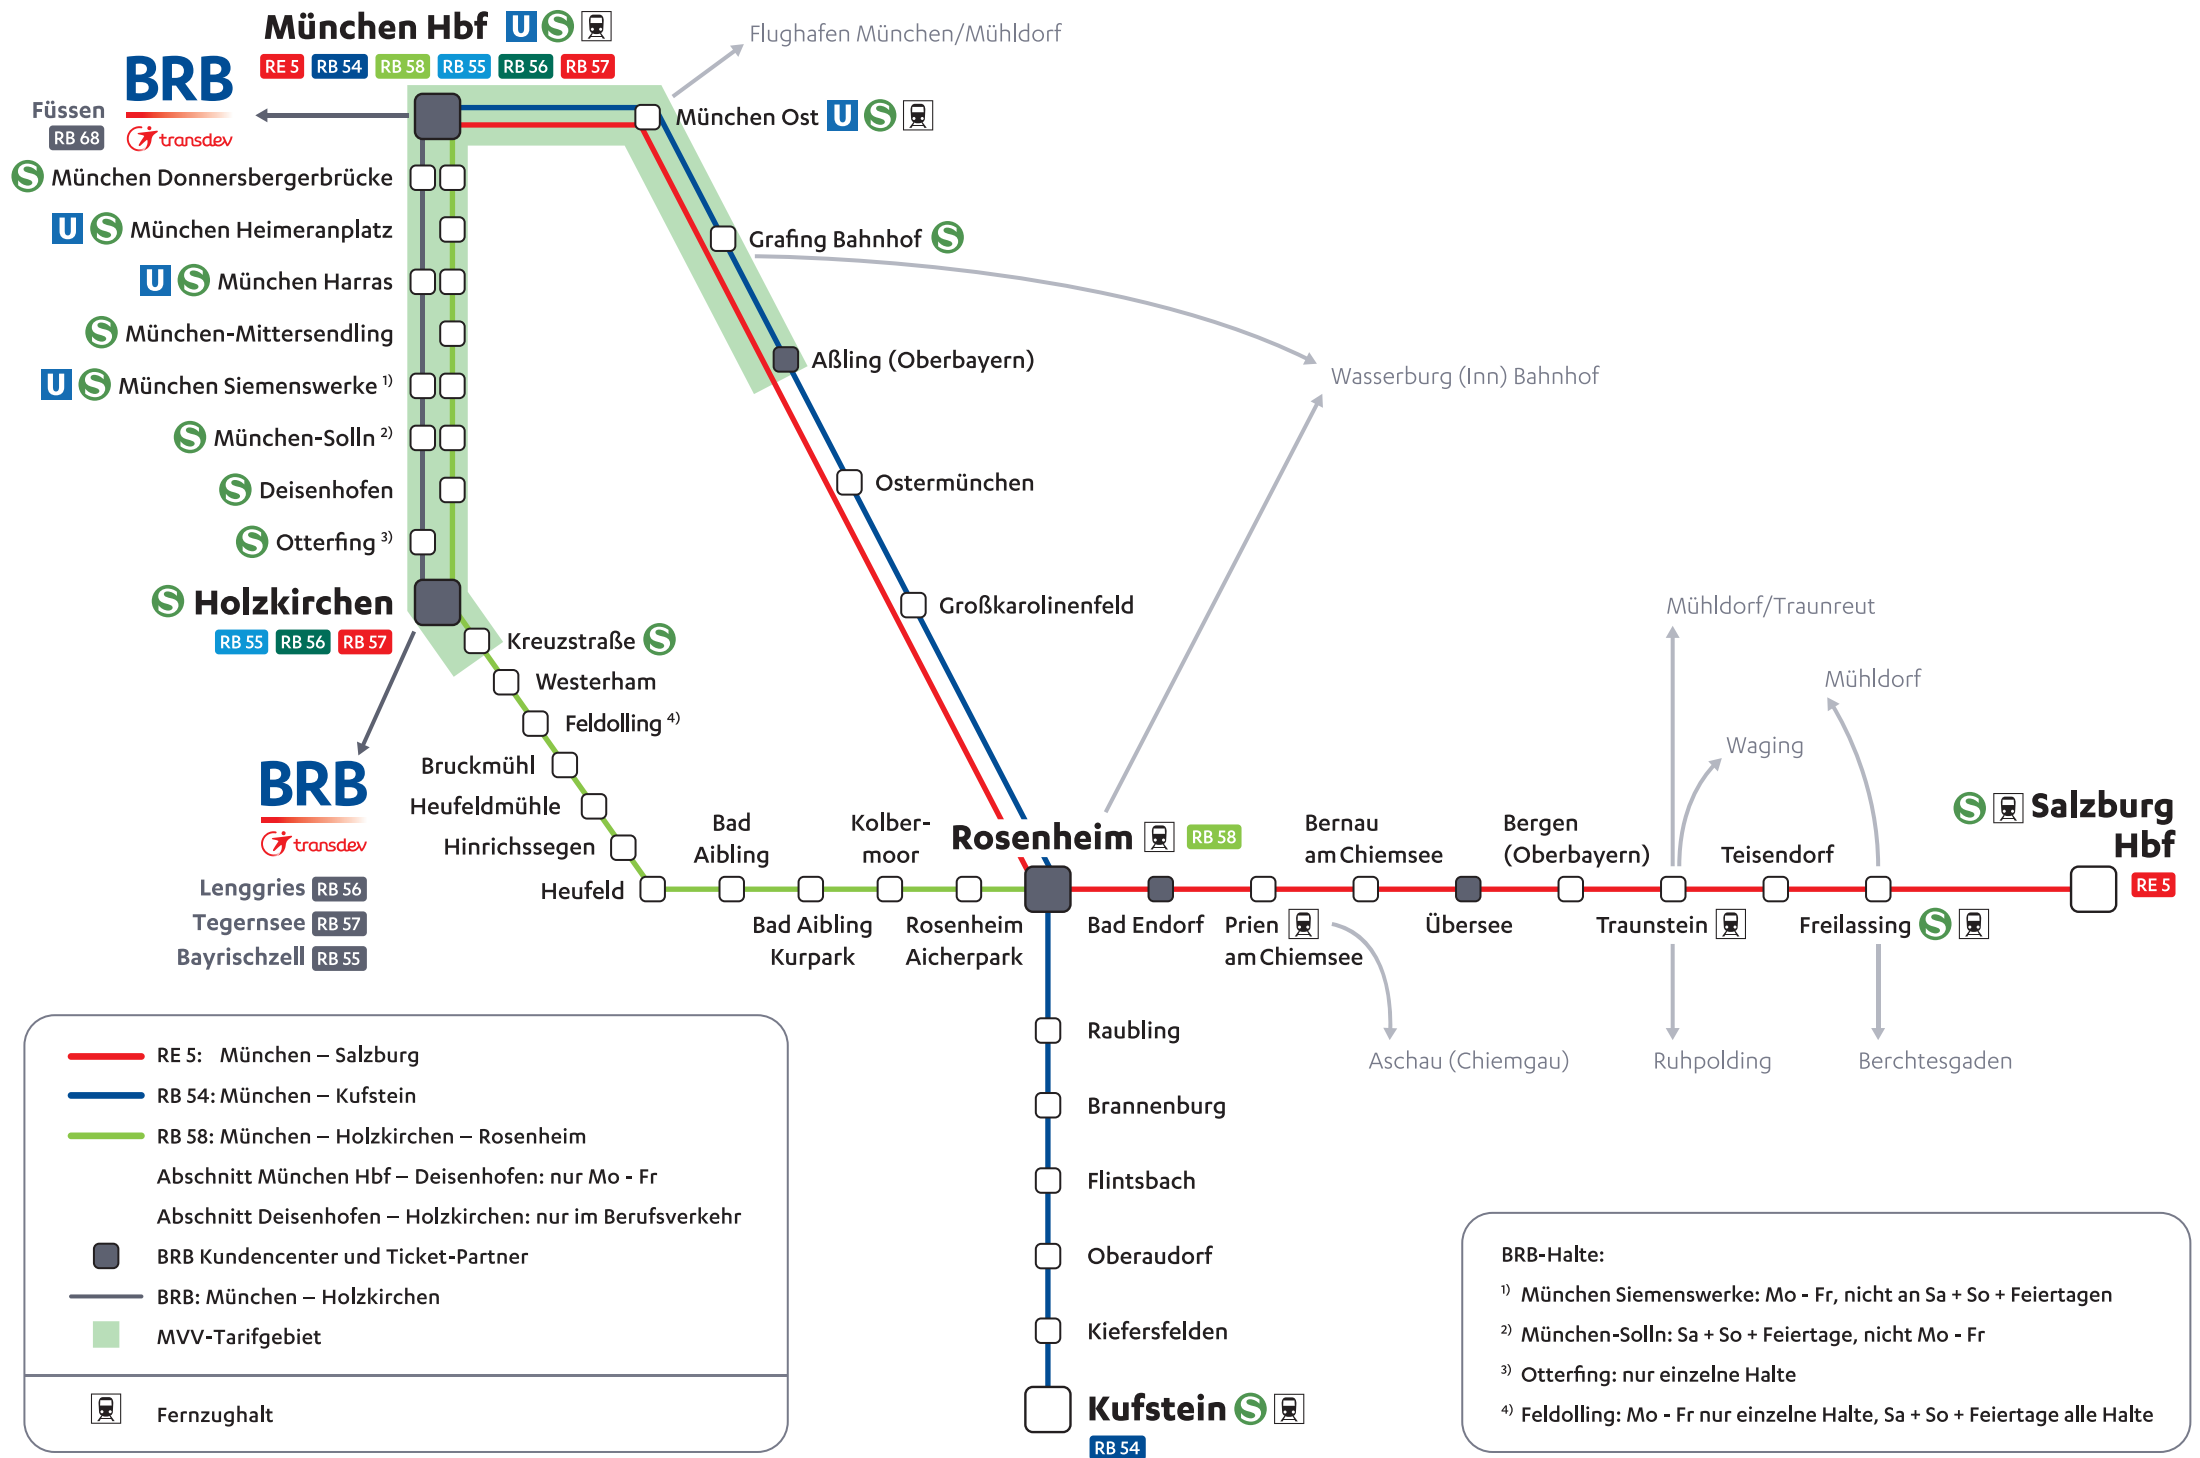 München Hbf U S
RE 5 RB 54 RB 58 RB 55 RB 56 RB 57
Flughafen München/Mühldorf
BRB
transdev
Füssen
RB 68
München Ost U S
S München Donnersbergerbrücke
U S München Heimeranplatz
Grafing Bahnhof S
U S München Harras
S München-Mittersendling
Aßling (Oberbayern)
Wasserburg (Inn) Bahnhof
U S München Siemenswerke 1)
S München-Solln 2)
S Deisenhofen
Ostermünchen
S Otterfing 3)
S Holzkirchen
RB 55 RB 56 RB 57
Großkarolinenfeld
Mühldorf/Traunreut
Kreuzstraße S
Westerham
Mühldorf
Feldolling 4)
Waging
Bruckmühl
Heufeldmühle
Hinrichssegen
Heufeld
BRB
transdev
Lenggries RB 56
Tegernsee RB 57
Bayrischzell RB 55
Bad
Aibling
Kolber-
moor
Rosenheim RB 58
Bernau
am Chiemsee
Bergen
(Oberbayern)
Teisendorf
S Salzburg
Hbf
RE 5
Bad Aibling
Kurpark
Rosenheim
Aicherpark
Bad Endorf
Prien
am Chiemsee
Übersee
Traunstein
Freilassing S
Raubling
Aschau (Chiemgau)
Ruhpolding
Berchtesgaden
Brannenburg
Flintsbach
Oberaudorf
Kiefersfelden
Kufstein S
RB 54
RE 5: München – Salzburg
RB 54: München – Kufstein
RB 58: München – Holzkirchen – Rosenheim
Abschnitt München Hbf – Deisenhofen: nur Mo - Fr
Abschnitt Deisenhofen – Holzkirchen: nur im Berufsverkehr
BRB Kundencenter und Ticket-Partner
BRB: München – Holzkirchen
MVV-Tarifgebiet
Fernzughalt
BRB-Halte:
1) München Siemenswerke: Mo - Fr, nicht an Sa + So + Feiertagen
2) München-Solln: Sa + So + Feiertage, nicht Mo - Fr
3) Otterfing: nur einzelne Halte
4) Feldolling: Mo - Fr nur einzelne Halte, Sa + So + Feiertage alle Halte